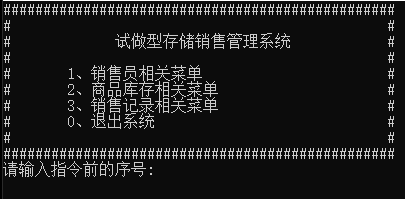 ####################################################
#                                                  #
#              试做型存储销售管理系统              #
#                                                  #
#        1、销售员相关菜单                         #
#        2、商品库存相关菜单                       #
#        3、销售记录相关菜单                       #
#        0、退出系统                               #
#                                                  #
####################################################
请输入指令前的序号: